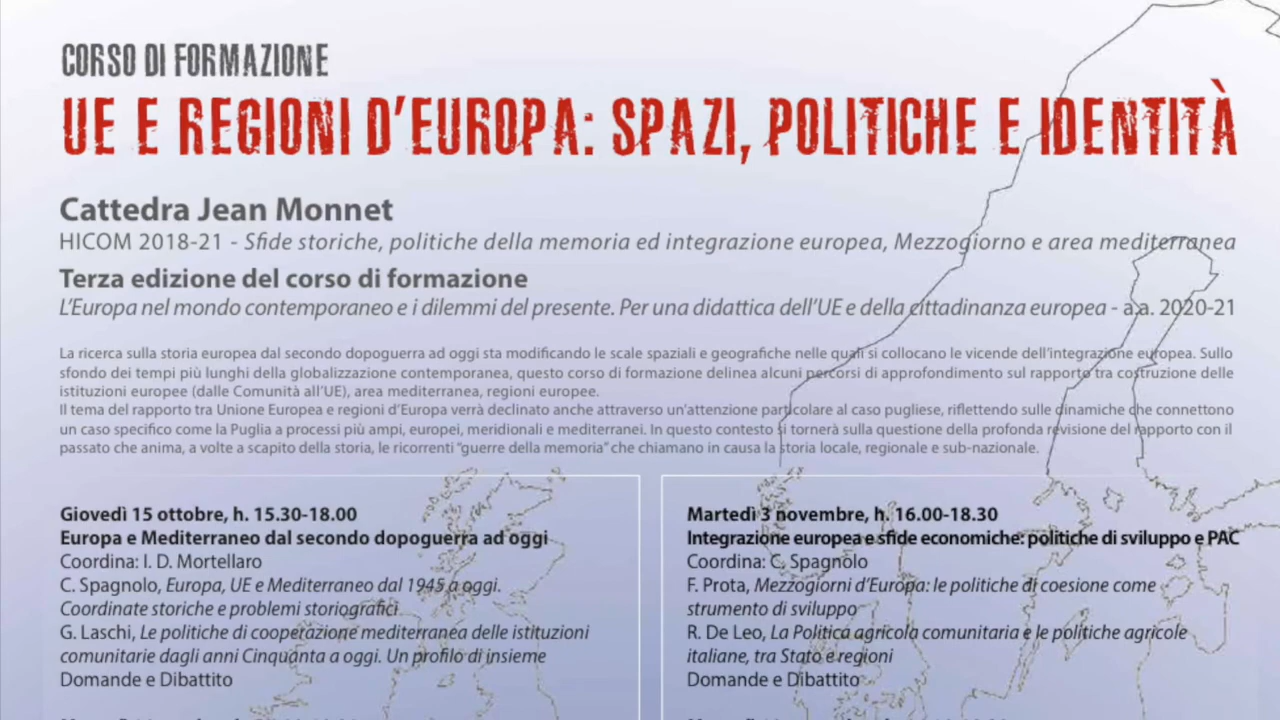 CORSO DI FORMAZIONE
UE E REGIONI D'EUROPA: SPAZI, POLITICHE E IDENTITÀ
Cattedra Jean Monnet
HICOM 2018-21 - Sfide storiche, politiche della memoria ed integrazione europea, Mezzogiorno e area mediterranea
Terza edizione del corso di formazione
L'Europa nel mondo contemporaneo e i dilemmi del presente. Per una didattica dell'UE e della cittadinanza europea - a.a. 2020-21
La ricerca sulla storia europea dal secondo dopoguerra ad oggi sta modificando le scale spaziali e geografiche nelle quali si collocano le vicende dell'integrazione europea. Sullo
sfondo dei tempi più lunghi della globalizzazione contemporanea, questo corso di formazione delinea alcuni percorsi di approfondimento sul rapporto tra costruzione delle
istituzioni europee (dalle Comunità all'UE), area mediterranea, regioni europee.
Il tema del rapporto tra Unione Europea e regioni d'Europa verrà declinato anche attraverso un'attenzione particolare al caso pugliese, riflettendo sulle dinamiche che connettono
un caso specifico come la Puglia a processi più ampi, europei, meridionali e mediterranei. In questo contesto si tornerà sulla questione della profonda revisione del rapporto con il
passato che anima, a volte a scapito della storia, le ricorrenti "guerre della memoria" che chiamano in causa la storia locale, regionale e sub-nazionale.
Giovedì 15 ottobre, h. 15.30-18.00
Europa e Mediterraneo dal secondo dopoguerra ad oggi
Coordina: I. D. Mortellaro
C. Spagnolo, Europa, UE e Mediterraneo dal 1945 a oggi.
Coordinate storiche e problemi storiografici
G. Laschi, Le politiche di cooperazione mediterranea delle istituzioni
comunitarie dagli anni Cinquanta a oggi. Un profilo di insieme
Domande e Dibattito
Martedì 3 novembre, h. 16.00-18.30
Integrazione europea e sfide economiche: politiche di sviluppo e PAC
Coordina: C. Spagnolo
F. Prota, Mezzogiorni d'Europa: le politiche di coesione come
strumento di sviluppo
R. De Leo, La Politica agricola comunitaria e le politiche agricole
italiane, tra Stato e regioni
Domande e Dibattito